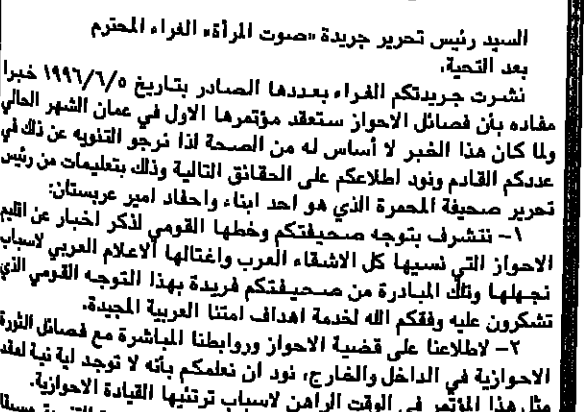 السيد رئيس تحرير جريدة «صوت المرأة» الغراء المحترم
بعد التحية،
نشرت جريدتكم الغراء بعددها الصادر بتاريخ ١٩٩٦/٦/٥ خبرا
مفاده بأن فصائل الاحواز ستعقد مؤتمرها الاول في عمان الشهر الحالي
ولما كان هذا الخبر لا أساس له من الصحة لذا نرجو التنويه عن ذلك في
عددكم القادم ونود اطلاعكم على الحقائق التالية وذلك بتعليمات من رئيس
تحرير صحيفة المحمرة الذي هو احد ابناء واحفاد امير عربستان:
١- نتشرف بتوجه صحيفتكم وخطها القومي لذكر اخبار عن اقليم
الاحواز التي نسيها كل الاشقاء العرب واغتالها الاعلام العربي لاسباب
نجهلها وتلك المبادرة من صحيفتكم فريدة بهذا التوجه القومي الذي
تشكرون عليه وفقكم الله لخدمة اهداف امتنا العربية المجيدة.
٢- لاطلاعنا على قضية الاحواز وروابطنا المباشرة مع فصائل الثورة
الاحوازية في الداخل والخارج، نود ان نعلمكم بأنه لا توجد اية نية لعقد
مثل هذا المؤتمر في الوقت الراهن لاسباب ترتئيها القيادة الاحوازية.